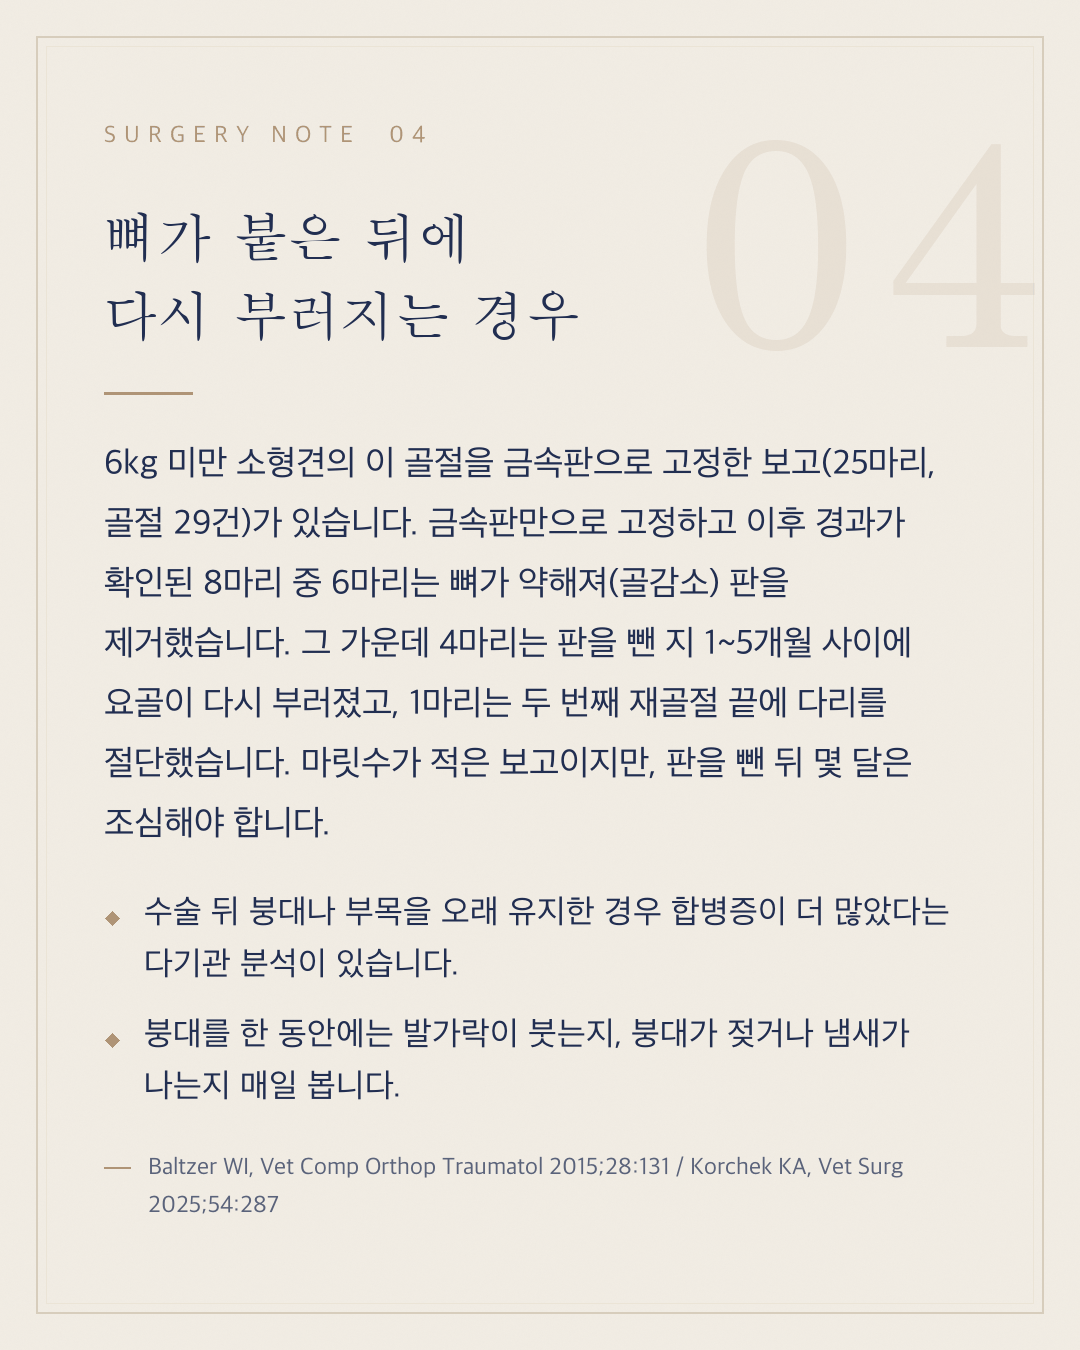 SURGERY NOTE 04
04
뼈가 붙은 뒤에
다시 부러지는 경우
6kg 미만 소형견의 이 골절을 금속판으로 고정한 보고(25마리,
골절 29건)가 있습니다. 금속판만으로 고정하고 이후 경과가
확인된 8마리 중 6마리는 뼈가 약해져(골감소) 판을
제거했습니다. 그 가운데 4마리는 판을 뺀 지 1~5개월 사이에
요골이 다시 부러졌고, 1마리는 두 번째 재골절 끝에 다리를
절단했습니다. 마릿수가 적은 보고이지만, 판을 뺀 뒤 몇 달은
조심해야 합니다.
수술 뒤 붕대나 부목을 오래 유지한 경우 합병증이 더 많았다는
다기관 분석이 있습니다.
붕대를 한 동안에는 발가락이 붓는지, 붕대가 젖거나 냄새가
나는지 매일 봅니다.
Baltzer WI, Vet Comp Orthop Traumatol 2015;28:131 / Korchek KA, Vet Surg
2025;54:287